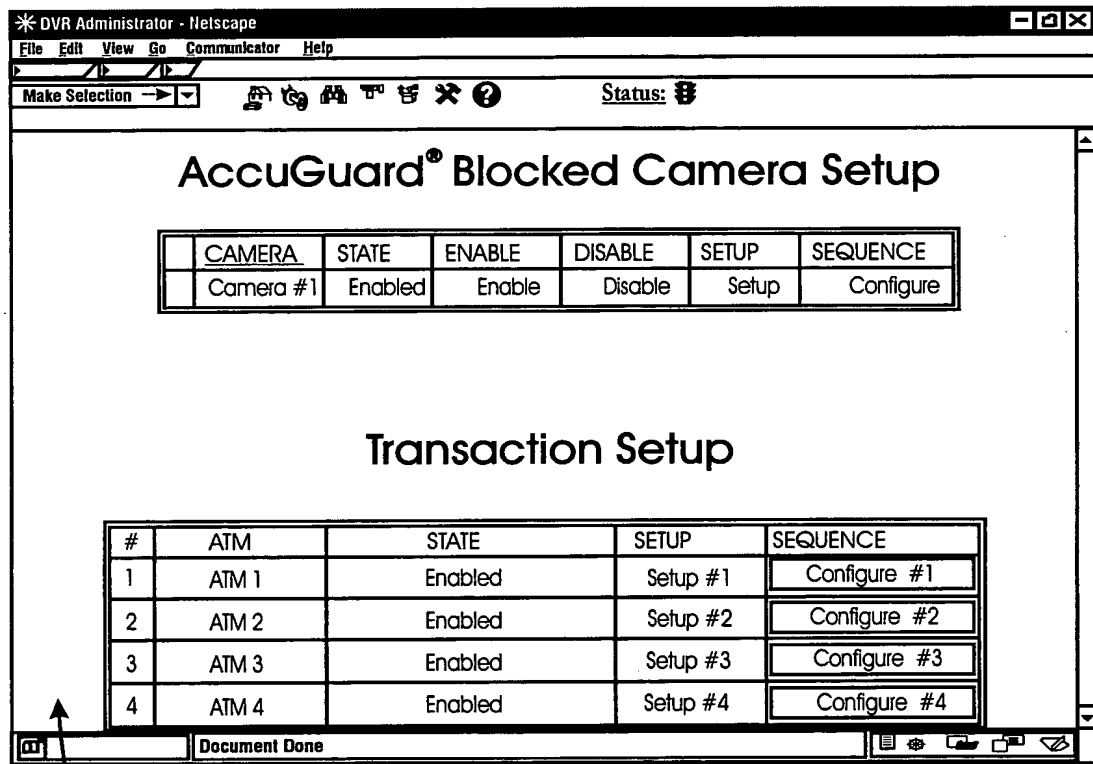 DVR Administrator - Netscape
File Edit View Go Communicator Help
Make Selection
Status:
AccuGuard® Blocked Camera Setup
CAMERA STATE ENABLE DISABLE SETUP SEQUENCE
Camera #1 Enabled Enable Disable Setup Configure
Transaction Setup
# ATM STATE SETUP SEQUENCE
1 ATM 1 Enabled Setup #1 Configure #1
2 ATM 2 Enabled Setup #2 Configure #2
3 ATM 3 Enabled Setup #3 Configure #3
4 ATM 4 Enabled Setup #4 Configure #4
Document Done